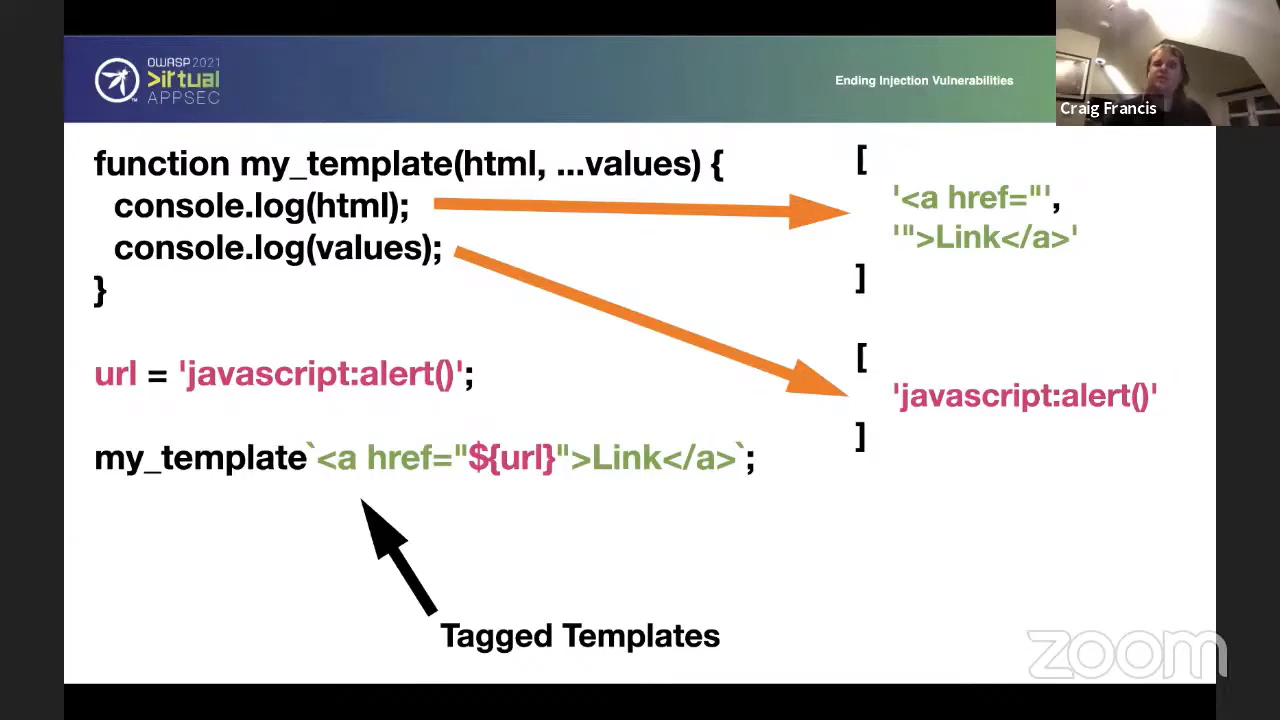 OWASP 2021
>irtual
APPSEC
Ending Injection Vulnerabilities
Craig Francis
function my_template(html, ...values) {
console.log(html);
console.log(values);
}
url = 'javascript:alert()';
my_template`<a href="${url}">Link</a>`;
Tagged Templates
[
'<a href="',
'">Link</a>'
]
[
'javascript:alert()'
]
zoom